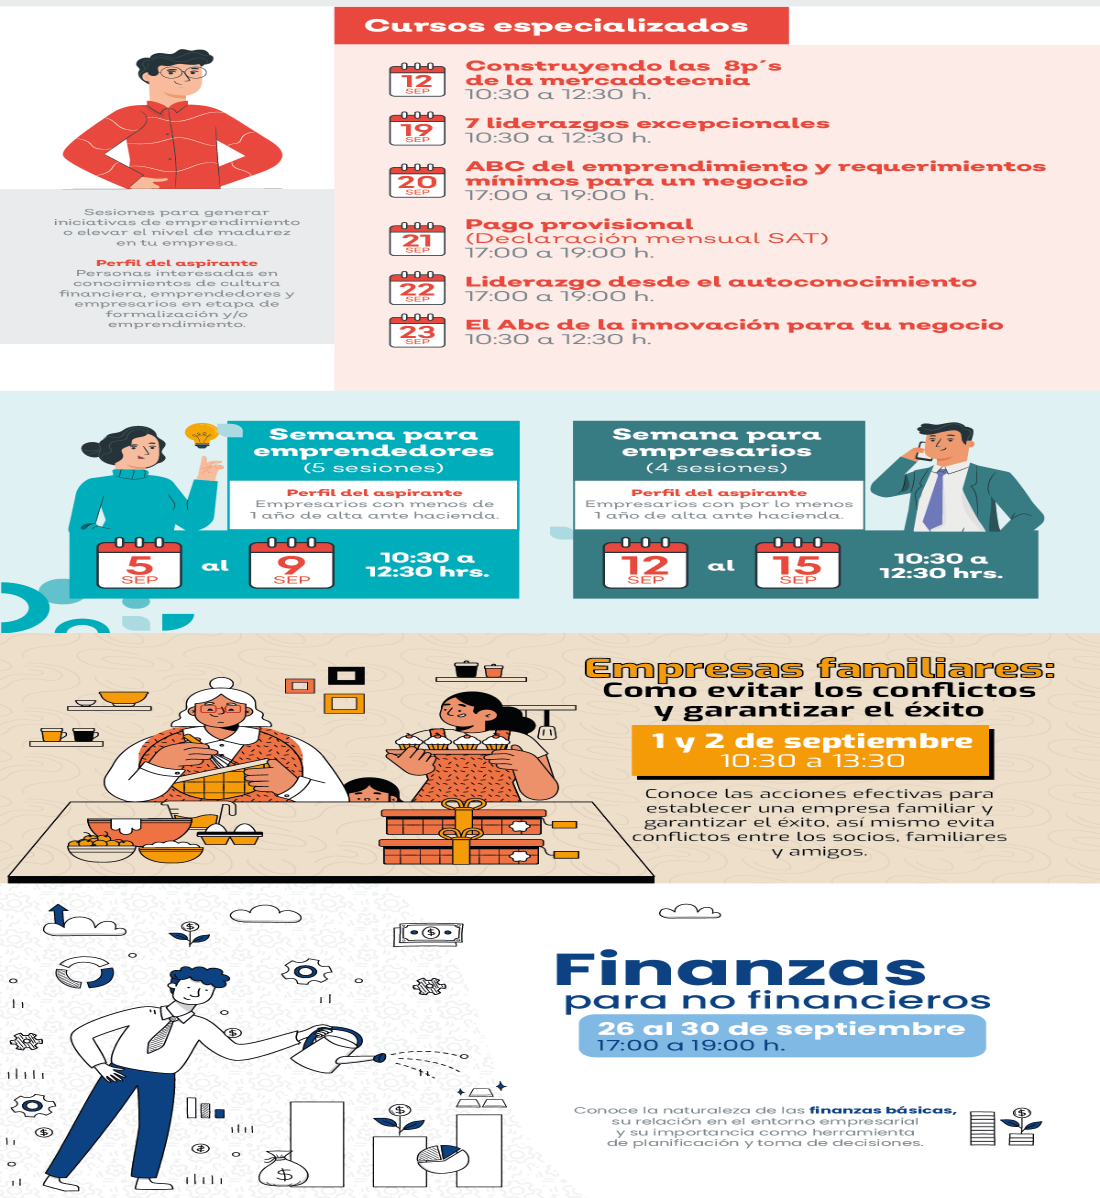 Cursos especializados
Sesiones para generar
iniciativas de emprendimiento
o elevar el nivel de madurez
en tu empresa.
Perfil del aspirante
Personas interesadas en
conocimientos de cultura
financiera, emprendedores y
empresarios en etapa de
formalización y/o
emprendimiento.
12
SEP
Construyendo las 8p´s
de la mercadotecnia
10:30 a 12:30 h.
19
SEP
7 liderazgos excepcionales
10:30 a 12:30 h.
20
SEP
ABC del emprendimiento y requerimientos
mínimos para un negocio
17:00 a 19:00 h.
21
SEP
Pago provisional
(Declaración mensual SAT)
17:00 a 19:00 h.
22
SEP
Liderazgo desde el autoconocimiento
17:00 a 19:00 h.
23
SEP
El Abc de la innovación para tu negocio
10:30 a 12:30 h.
Semana para
emprendedores
(5 sesiones)
Perfil del aspirante
Empresarios con menos de
1 año de alta ante hacienda.
5
SEP
al
9
SEP
10:30 a
12:30 hrs.
Semana para
empresarios
(4 sesiones)
Perfil del aspirante
Empresarios con por lo menos
1 año de alta ante hacienda.
12
SEP
al
15
SEP
10:30 a
12:30 hrs.
Empresas familiares:
Como evitar los conflictos
y garantizar el éxito
1 y 2 de septiembre
10:30 a 13:30
Conoce las acciones efectivas para
establecer una empresa familiar y
garantizar el éxito, así mismo evita
conflictos entre los socios, familiares
y amigos.
Finanzas
para no financieros
26 al 30 de septiembre
17:00 a 19:00 h.
Conoce la naturaleza de las finanzas básicas,
su relación en el entorno empresarial
y su importancia como herramienta
de planificación y toma de decisiones.